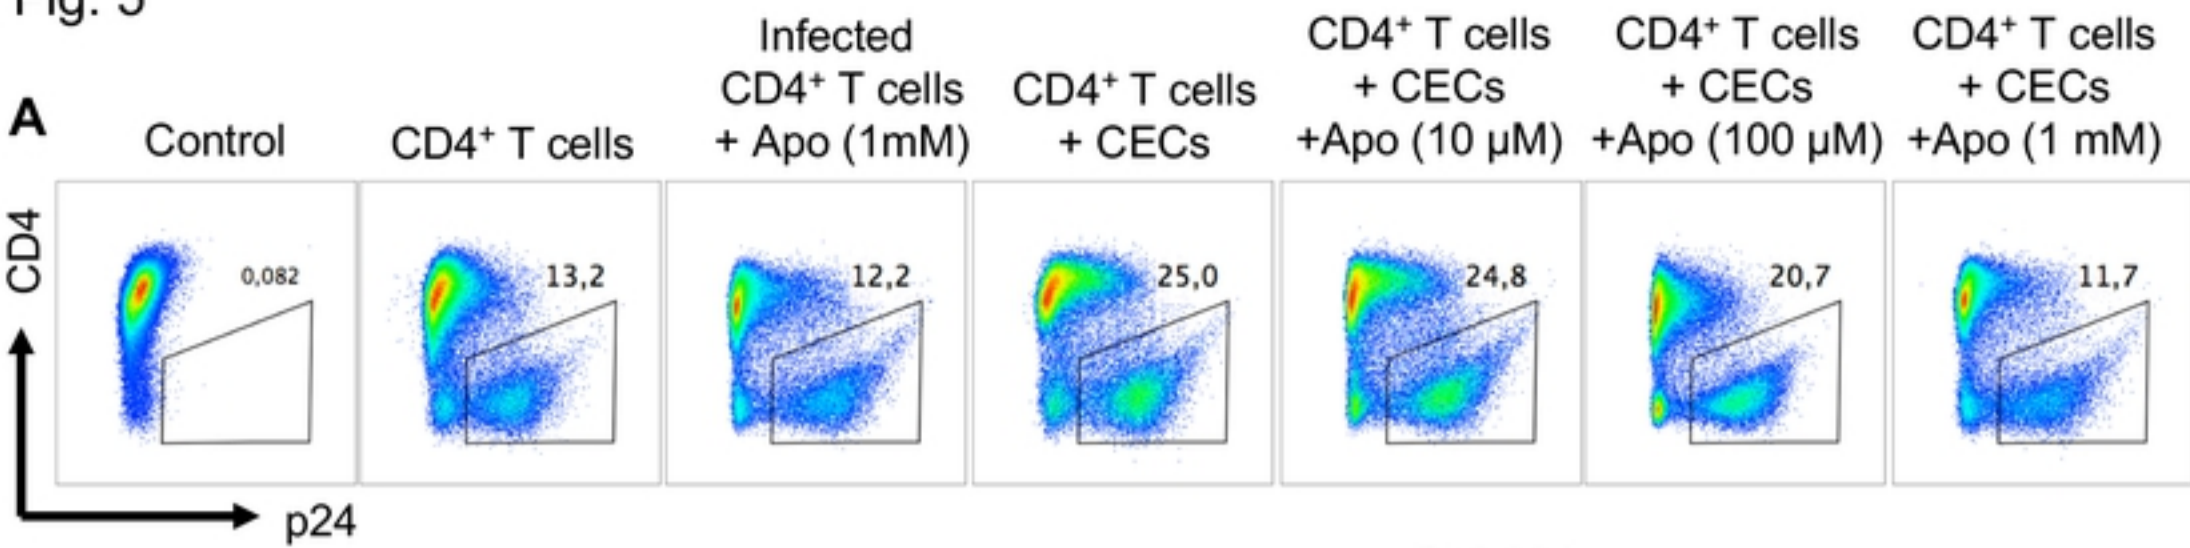 Fig. 5
A
Control
CD4+ T cells
Infected
CD4+ T cells
+ Apo (1mM)
CD4+ T cells
+ CECs
CD4+ T cells
+ CECs
+Apo (10 µM)
CD4+ T cells
+ CECs
+Apo (100 µM)
CD4+ T cells
+ CECs
+Apo (1 mM)
CD4
0,082
13,2
12,2
25,0
24,8
20,7
11,7
p24